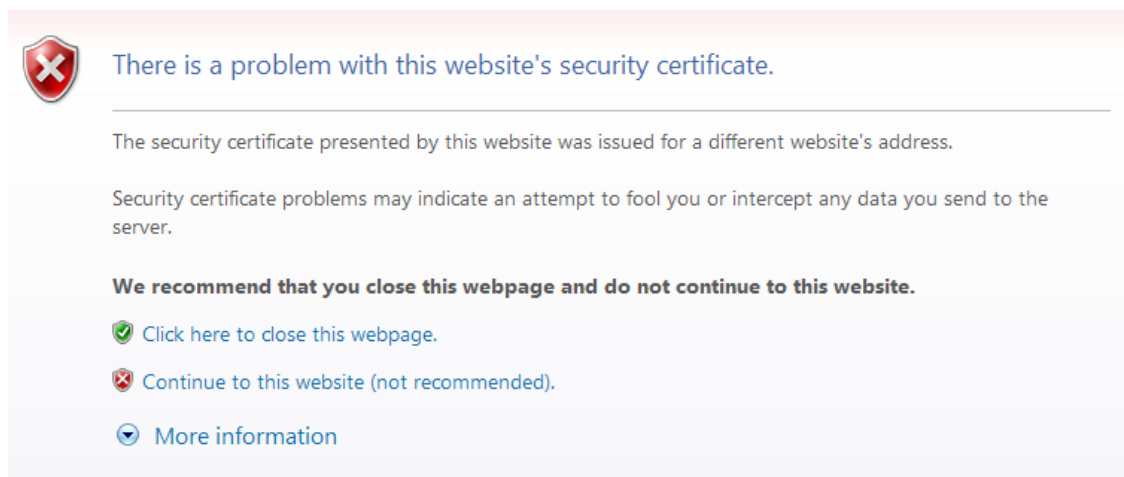 There is a problem with this website's security certificate.
The security certificate presented by this website was issued for a different website's address.
Security certificate problems may indicate an attempt to fool you or intercept any data you send to the
server.
We recommend that you close this webpage and do not continue to this website.
Click here to close this webpage.
Continue to this website (not recommended).
More information